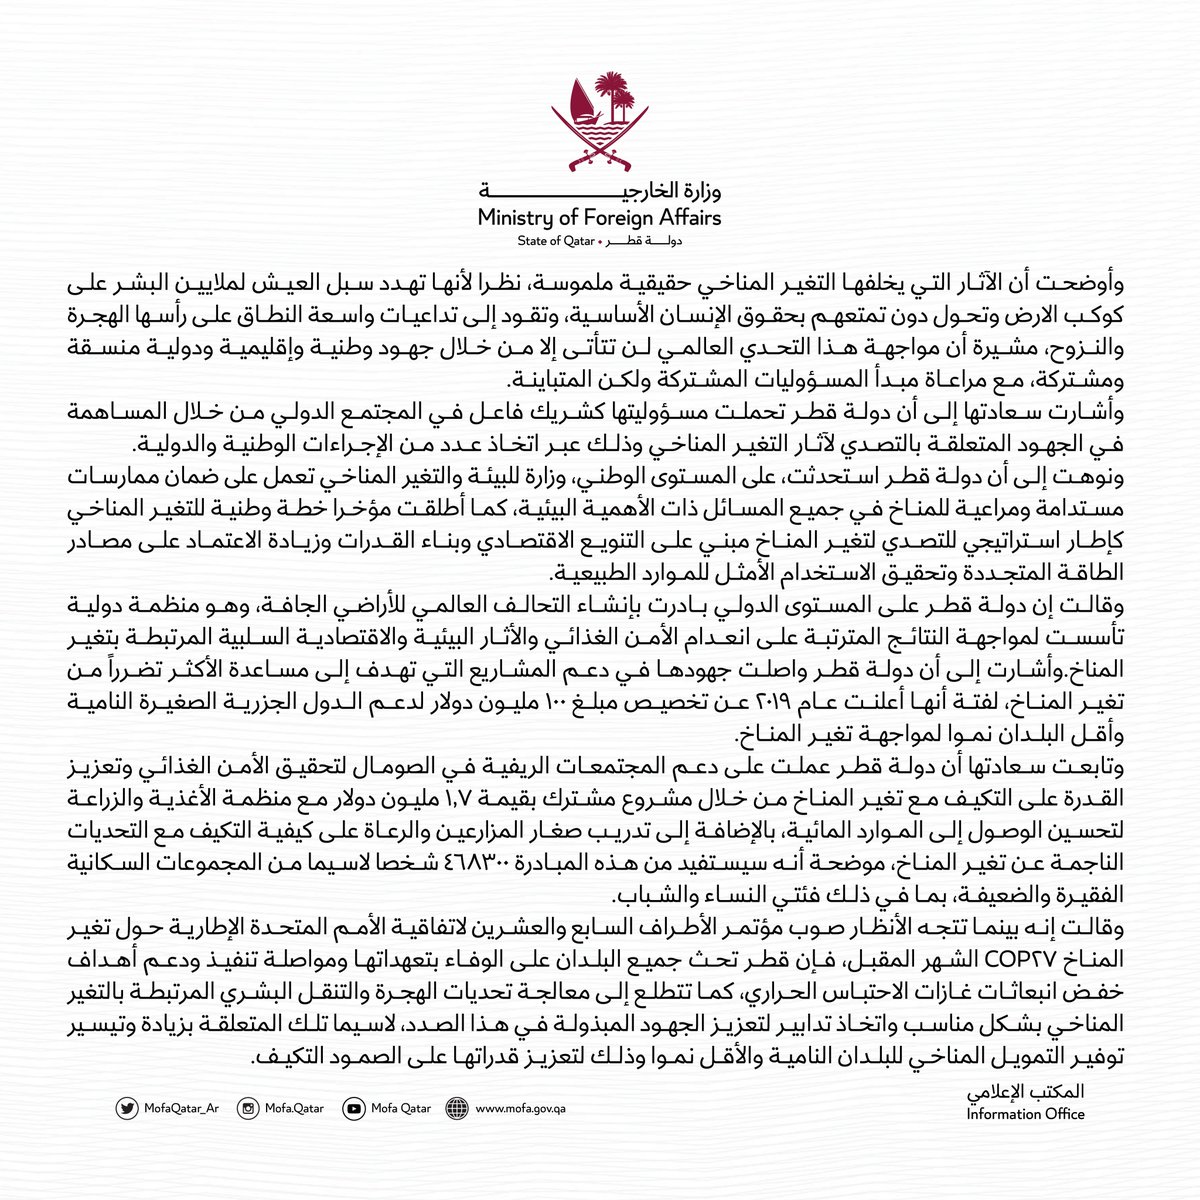 وزارة الخارجيـــــــــــة
Ministry of Foreign Affairs
دولـــة قطـــر • State of Qatar
وأوضحت أن الآثار التي يخلفها التغير المناخي حقيقية ملموسة، نظرا لأنها تهدد سبل العيش لملايين البشر على
كوكب الارض وتحول دون تمتعهم بحقوق الإنسان الأساسية، وتقود إلى تداعيات واسعة النطاق على رأسها الهجرة
والنزوح، مشيرة أن مواجهة هذا التحدي العالمي لن تتأتى إلا من خلال جهود وطنية وإقليمية ودولية منسقة
ومشتركة، مع مراعاة مبدأ المسؤوليات المشتركة ولكن المتباينة.
وأشارت سعادتها إلى أن دولة قطر تحملت مسؤوليتها كشريك فاعل في المجتمع الدولي من خلال المساهمة
في الجهود المتعلقة بالتصدي لآثار التغير المناخي وذلك عبر اتخاذ عدد من الإجراءات الوطنية والدولية.
ونوهت إلى أن دولة قطر استحدثت، على المستوى الوطني، وزارة للبيئة والتغير المناخي تعمل على ضمان ممارسات
مستدامة ومراعية للمناخ في جميع المسائل ذات الأهمية البيئية، كما أطلقت مؤخرا خطة وطنية للتغير المناخي
كإطار استراتيجي للتصدي لتغير المناخ مبني على التنويع الاقتصادي وبناء القدرات وزيادة الاعتماد على مصادر
الطاقة المتجددة وتحقيق الاستخدام الأمثل للموارد الطبيعية.
وقالت إن دولة قطر على المستوى الدولي بادرت بإنشاء التحالف العالمي للأراضي الجافة، وهو منظمة دولية
تأسست لمواجهة النتائج المترتبة على انعدام الأمن الغذائي والأثار البيئية والاقتصادية السلبية المرتبطة بتغير
المناخ.وأشارت إلى أن دولة قطر واصلت جهودها في دعم المشاريع التي تهدف إلى مساعدة الأكثر تضرراً من
تغير المناخ، لفتة أنها أعلنت عام ٢٠١٩ عن تخصيص مبلغ ١٠٠ مليون دولار لدعم الدول الجزرية الصغيرة النامية
وأقل البلدان نموا لمواجهة تغير المناخ.
وتابعت سعادتها أن دولة قطر عملت على دعم المجتمعات الريفية في الصومال لتحقيق الأمن الغذائي وتعزيز
القدرة على التكيف مع تغير المناخ من خلال مشروع مشترك بقيمة ١,٧ مليون دولار مع منظمة الأغذية والزراعة
لتحسين الوصول إلى الموارد المائية، بالإضافة إلى تدريب صغار المزارعين والرعاة على كيفية التكيف مع التحديات
الناجمة عن تغير المناخ، موضحة أنه سيستفيد من هذه المبادرة ٤٦٨٣٠٠ شخصا لاسيما من المجموعات السكانية
الفقيرة والضعيفة، بما في ذلك فئتي النساء والشباب.
وقالت إنه بينما تتجه الأنظار صوب مؤتمر الأطراف السابع والعشرين لاتفاقية الأمم المتحدة الإطارية حول تغير
المناخ COP٢٧ الشهر المقبل، فإن قطر تحث جميع البلدان على الوفاء بتعهداتها ومواصلة تنفيذ ودعم أهداف
خفض انبعاثات غازات الاحتباس الحراري، كما تتطلع إلى معالجة تحديات الهجرة والتنقل البشري المرتبطة بالتغير
المناخي بشكل مناسب واتخاذ تدابير لتعزيز الجهود المبذولة في هذا الصدد، لاسيما تلك المتعلقة بزيادة وتيسير
توفير التمويل المناخي للبلدان النامية والأقل نموا وذلك لتعزيز قدراتها على الصمود التكيف.
المكتب الإعلامي
Information Office
MofaQatar_Ar Mofa.Qatar Mofa Qatar www.mofa.gov.qa